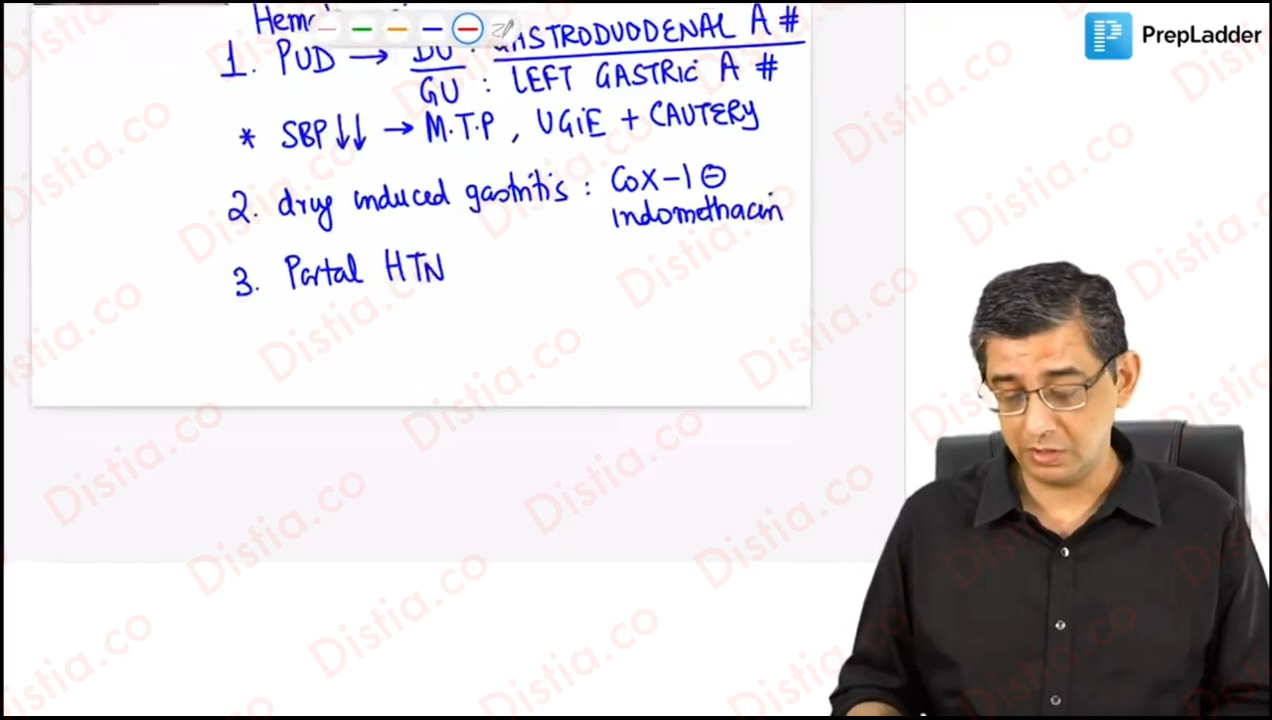 PrepLadder
1. PUD → DU : GASTRODUODENAL A #
GU : LEFT GASTRIC A #
* SBP↓↓ → M.T.P, UGiE + CAUTERY
2. drug induced gastritis : COX-1 ⊖
indomethacin
3. Portal HTN
Distia.co